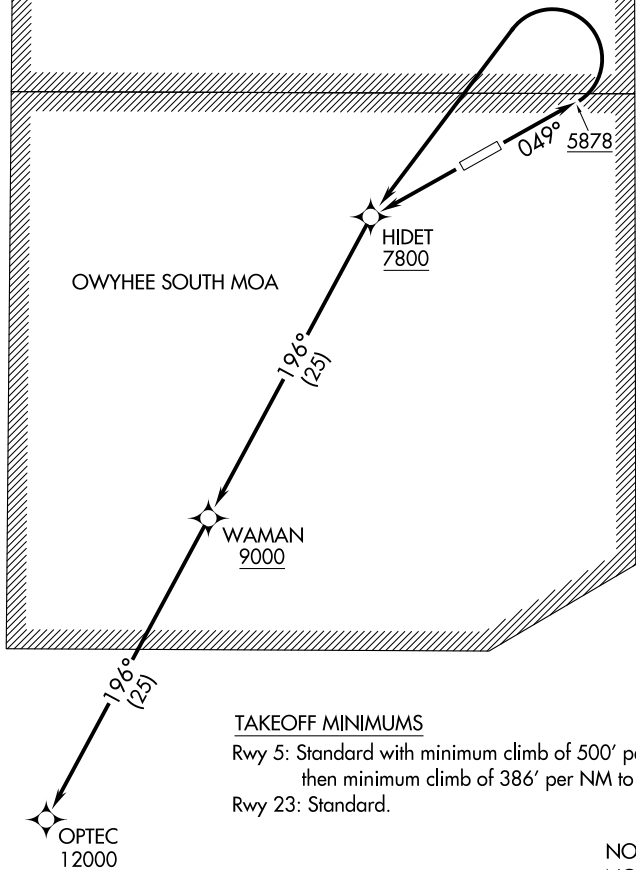 049°
5878
HIDET
7800
OWYHEE SOUTH MOA
196°
(25)
WAMAN
9000
196°
(25)
TAKEOFF MINIMUMS
Rwy 5: Standard with minimum climb of 500' p
then minimum climb of 386' per NM to
Rwy 23: Standard.
OPTEC
12000
NO